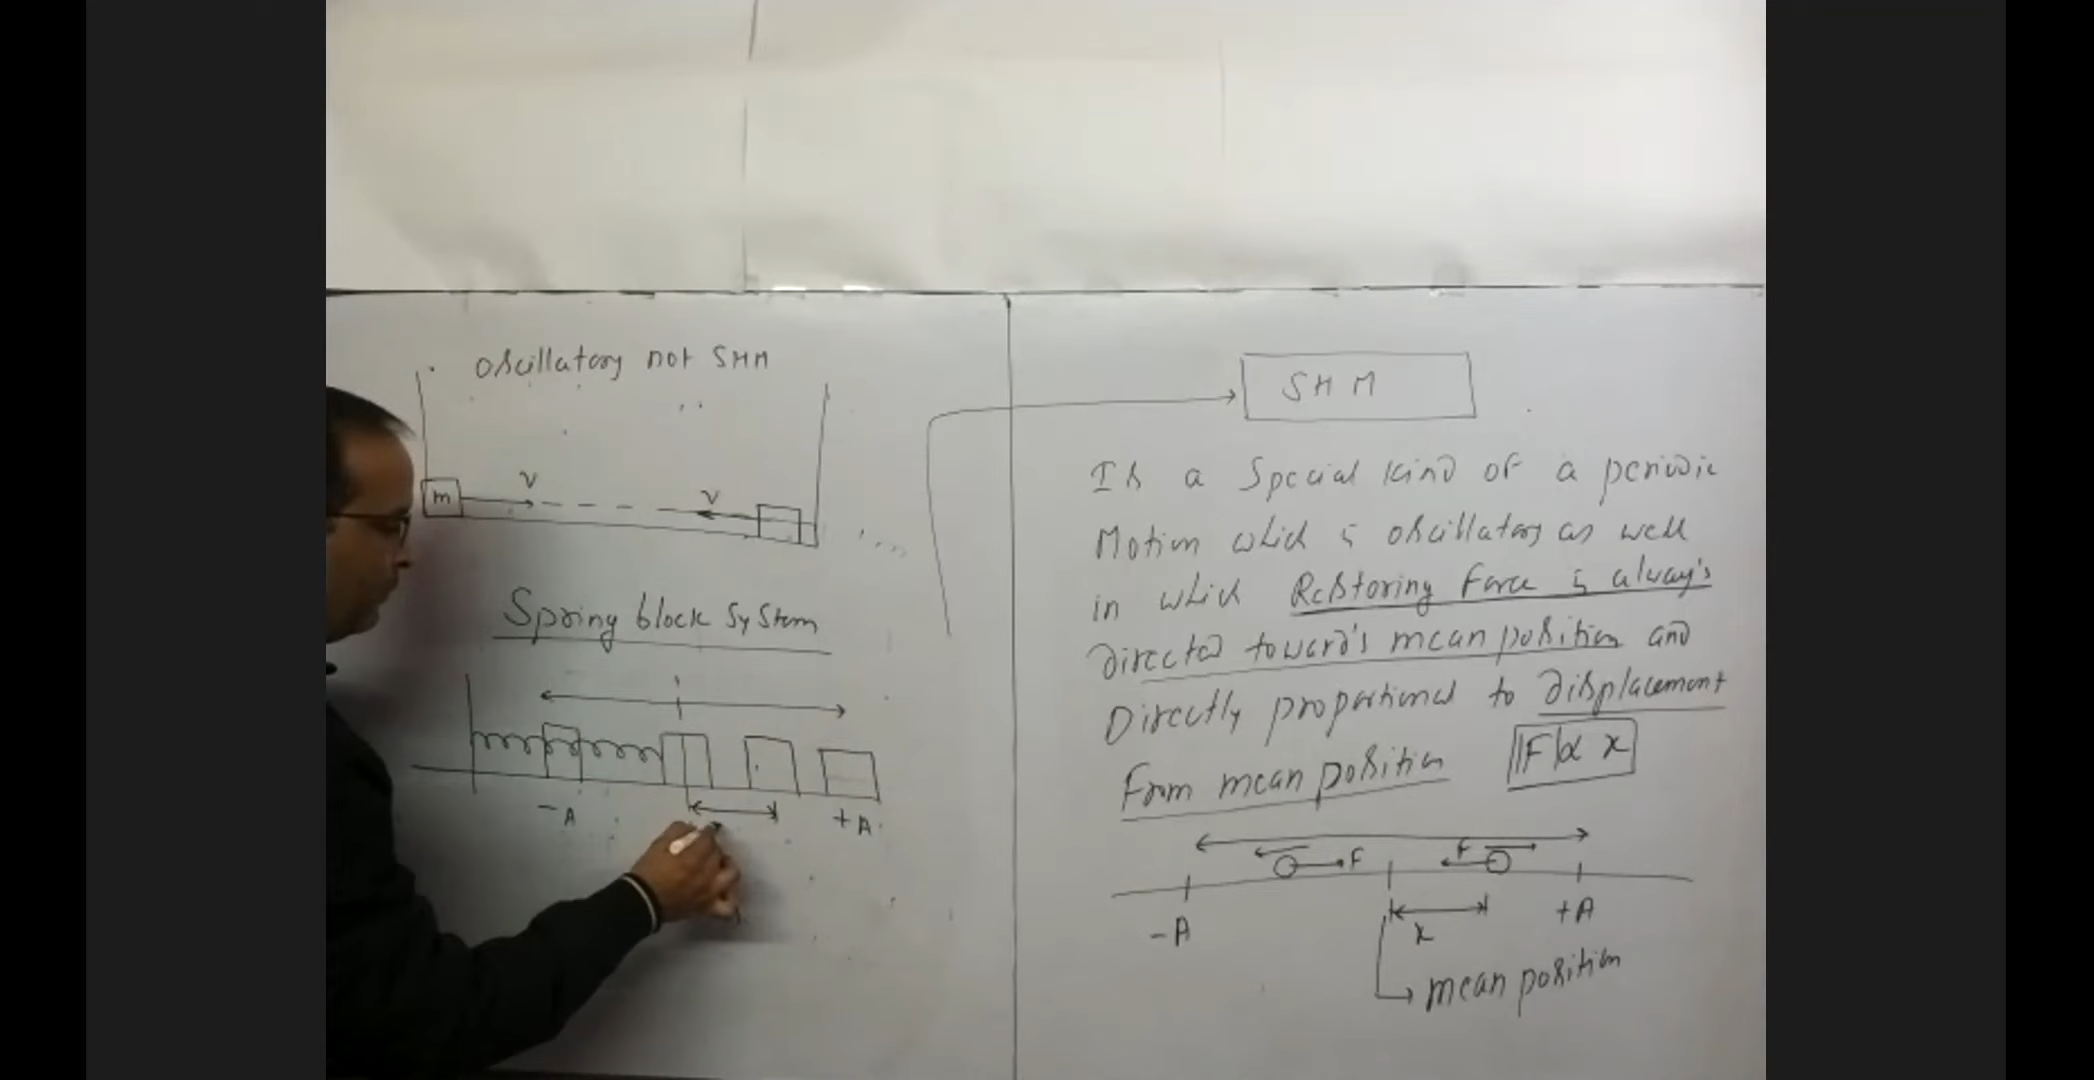 Oscillatory not SHM
m
v
v
Spring block System
-A
+A
SHM
Is a Special kind of a periodic
Motion which is oscillatory as well
in which Restoring Force is alway's
directed toward's mean position and
Directly proportional to displacement
From mean position |F| ∝ x
F
F
-A
x
+A
mean position